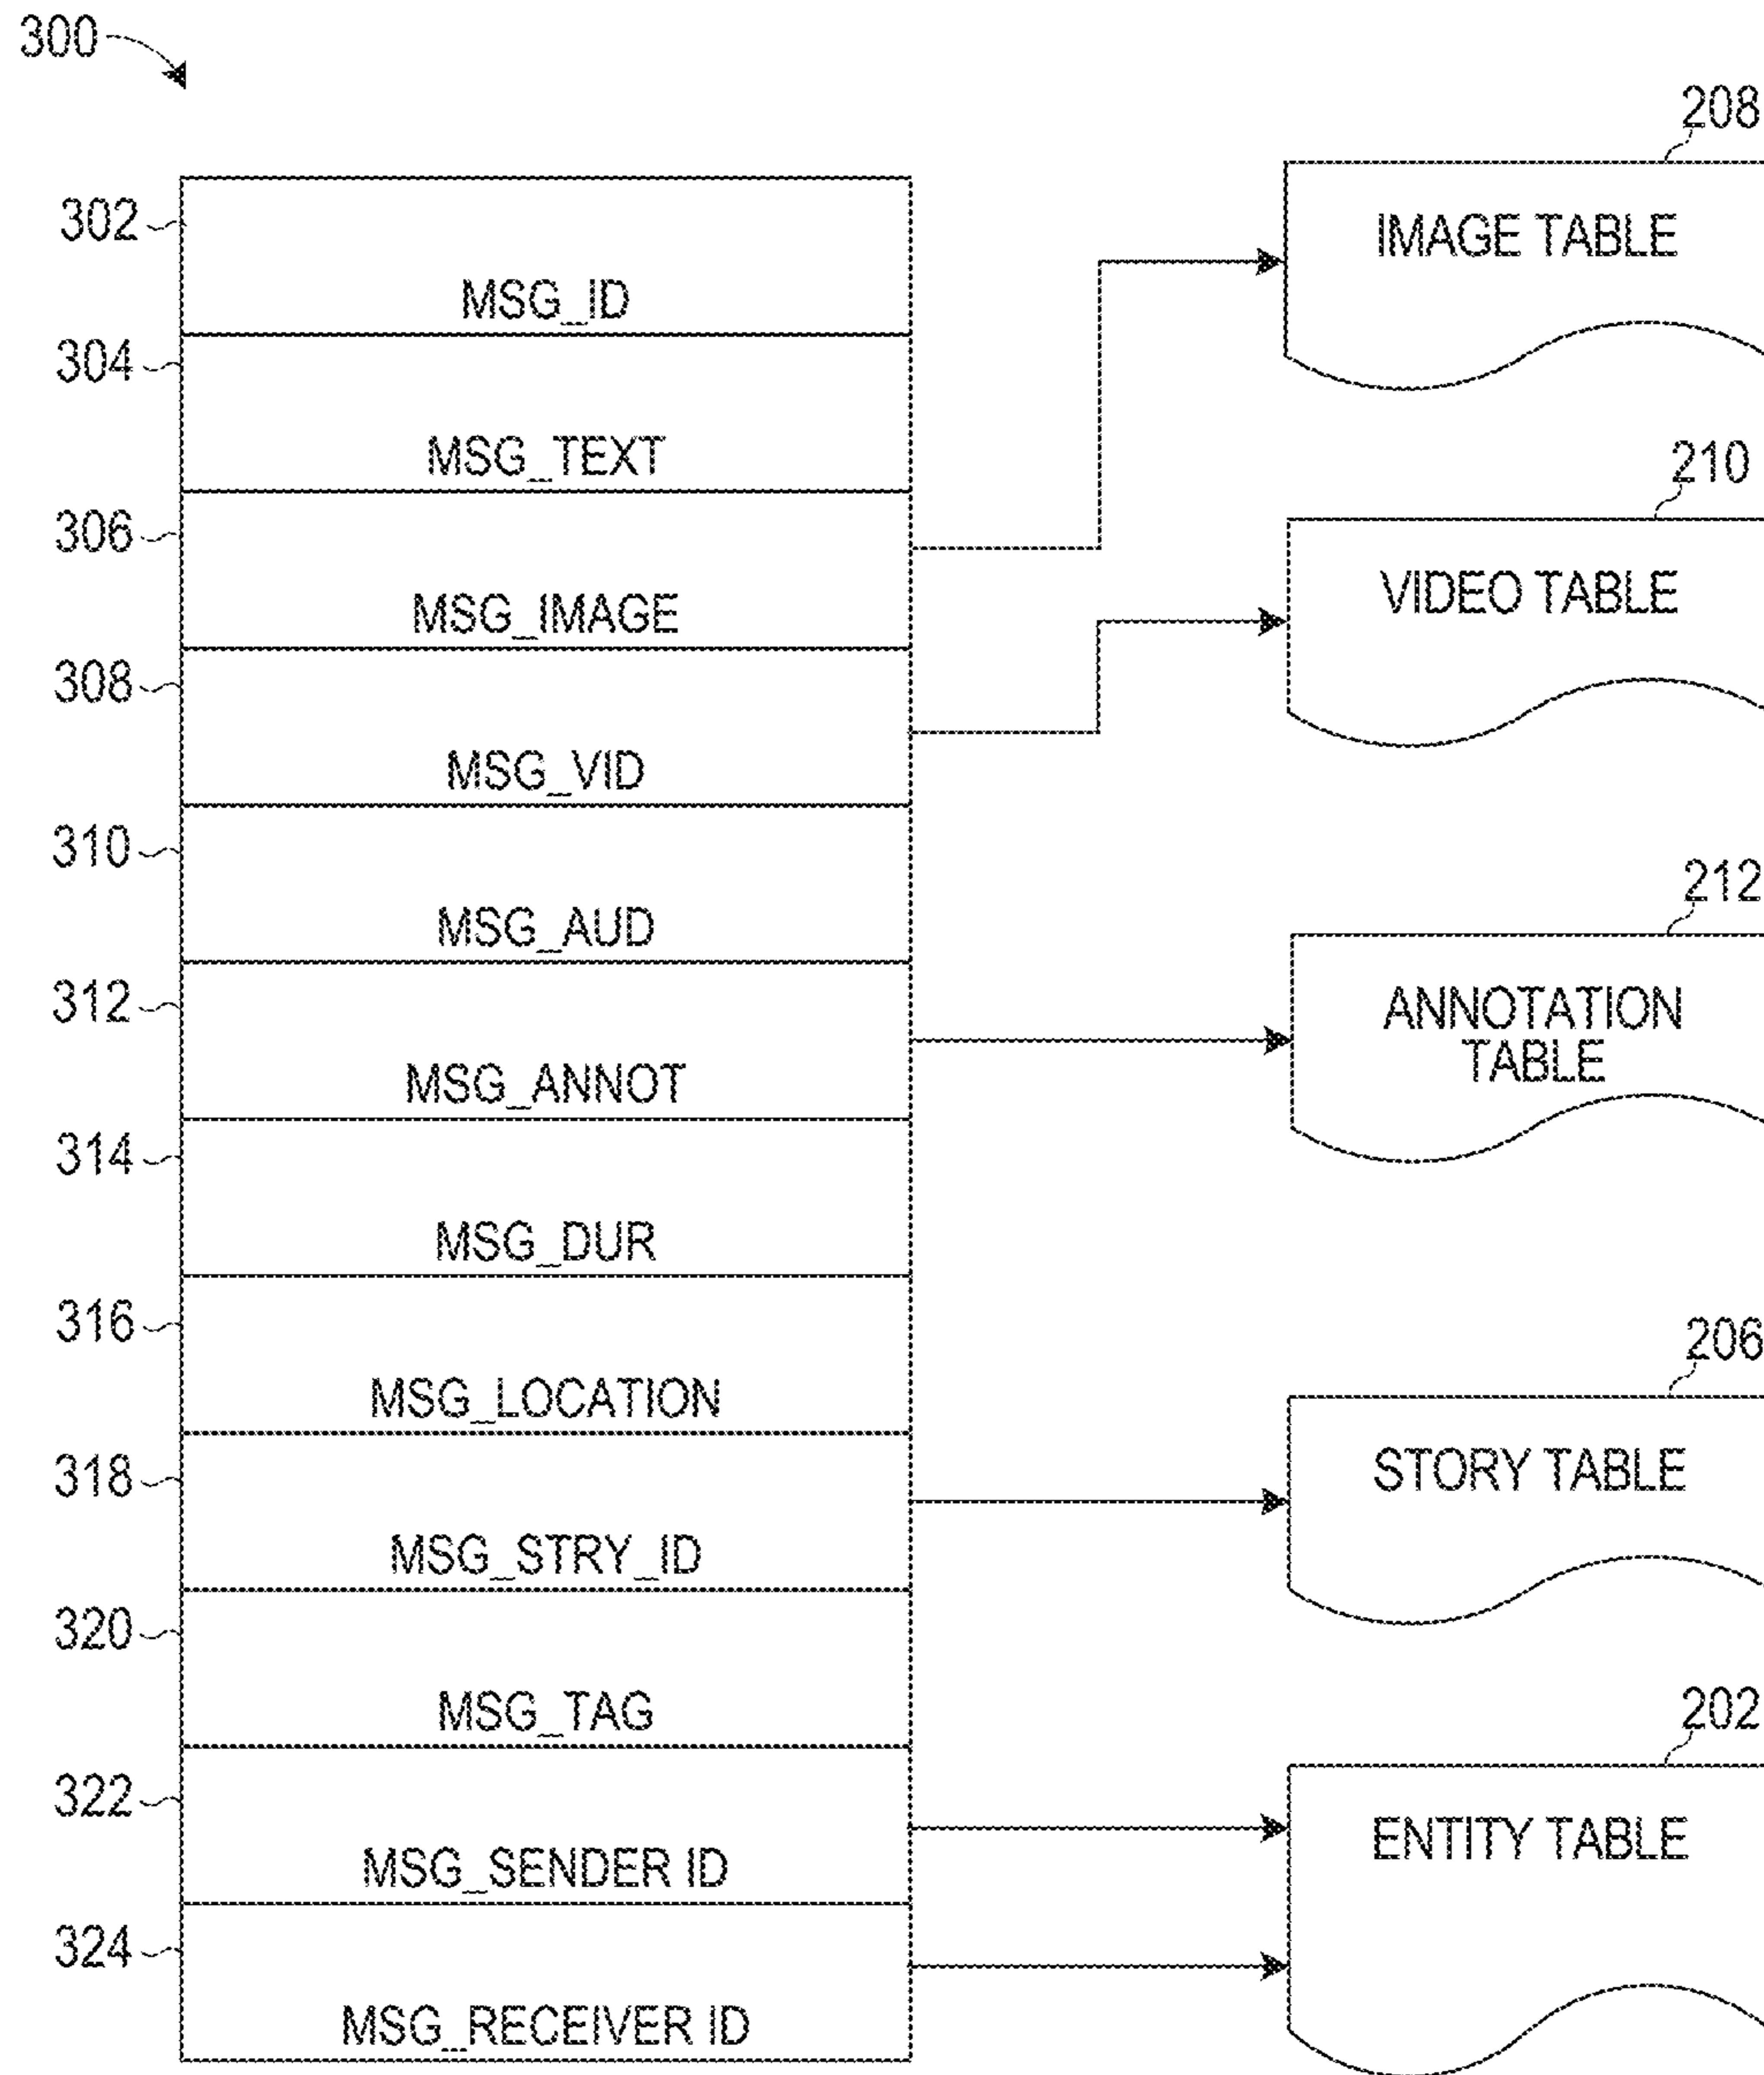 300
208
302
IMAGE TABLE
MSG_ID
304
MSG_TEXT
210
306
VIDEO TABLE
MSG_IMAGE
308
MSG_VID
310
212
MSG_AUD
312
ANNOTATION
TABLE
MSG_ANNOT
314
MSG_DUR
316
206
MSG_LOCATION
318
STORY TABLE
MSG_STRY_ID
320
202
MSG_TAG
322
ENTITY TABLE
MSG_SENDER ID
324
MSG_RECEIVER ID